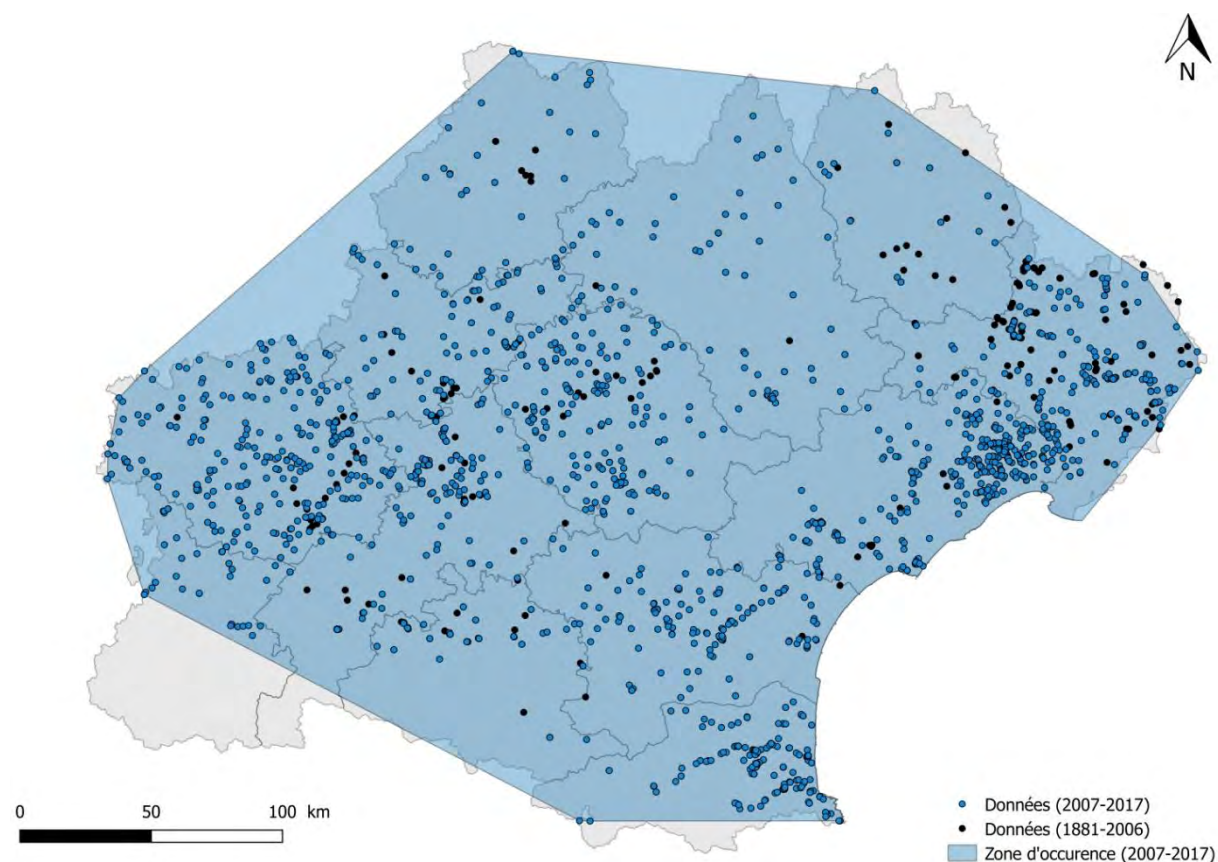 N
0 50 100 km
Données (2007-2017)
Données (1881-2006)
Zone d'occurence (2007-2017)